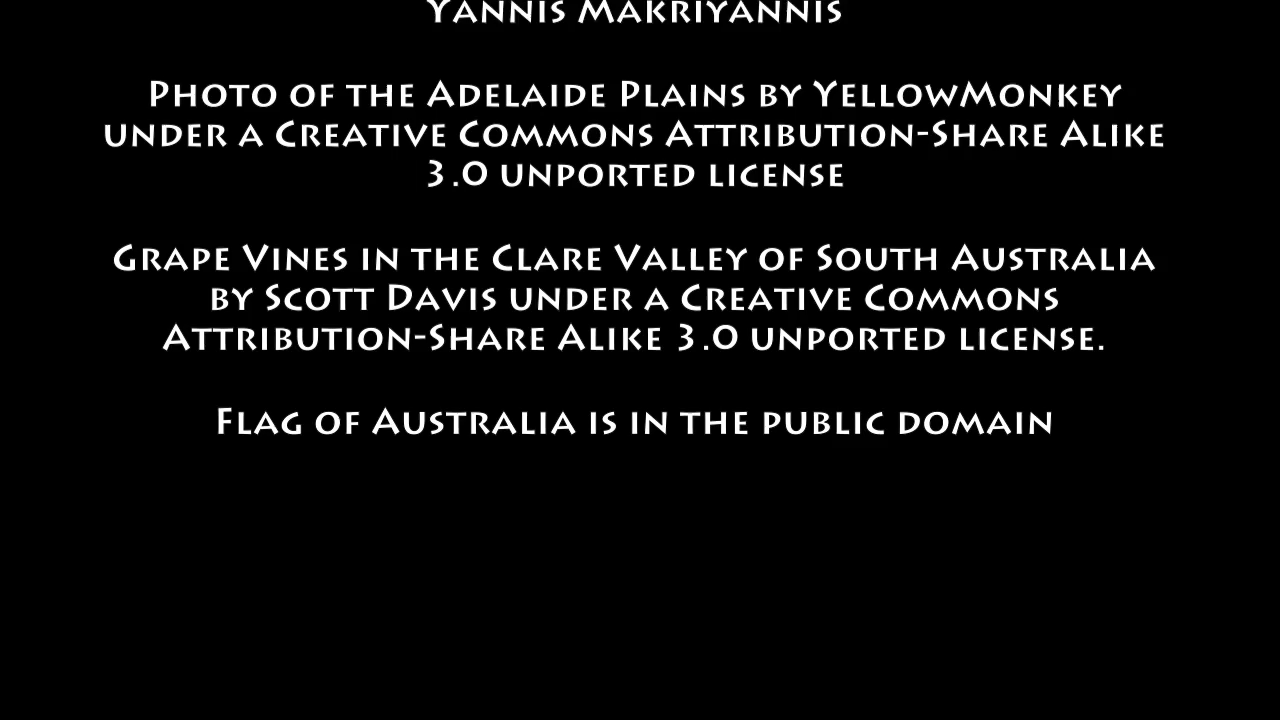 Yannis Makriyannis
Photo of the Adelaide Plains by YellowMonkey
under a Creative Commons Attribution-Share Alike
3.0 unported license
Grape Vines in the Clare Valley of South Australia
by Scott Davis under a Creative Commons
Attribution-Share Alike 3.0 unported license.
Flag of Australia is in the public domain